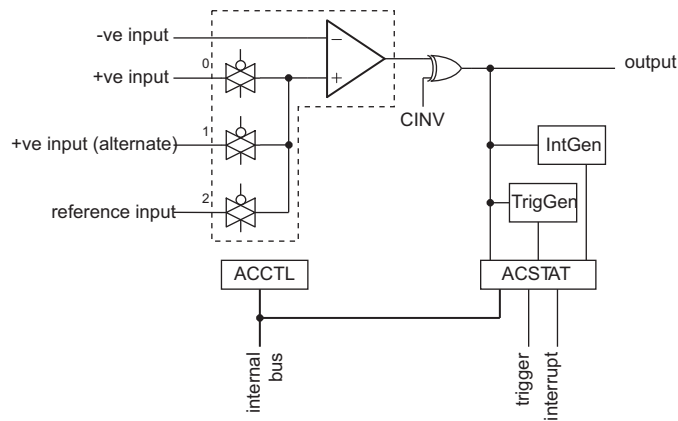 -ve input
−
0
+ve input
+
output
CINV
1
+ve input (alternate)
IntGen
2
reference input
TrigGen
ACCTL
ACSTAT
internal
bus
trigger
interrupt